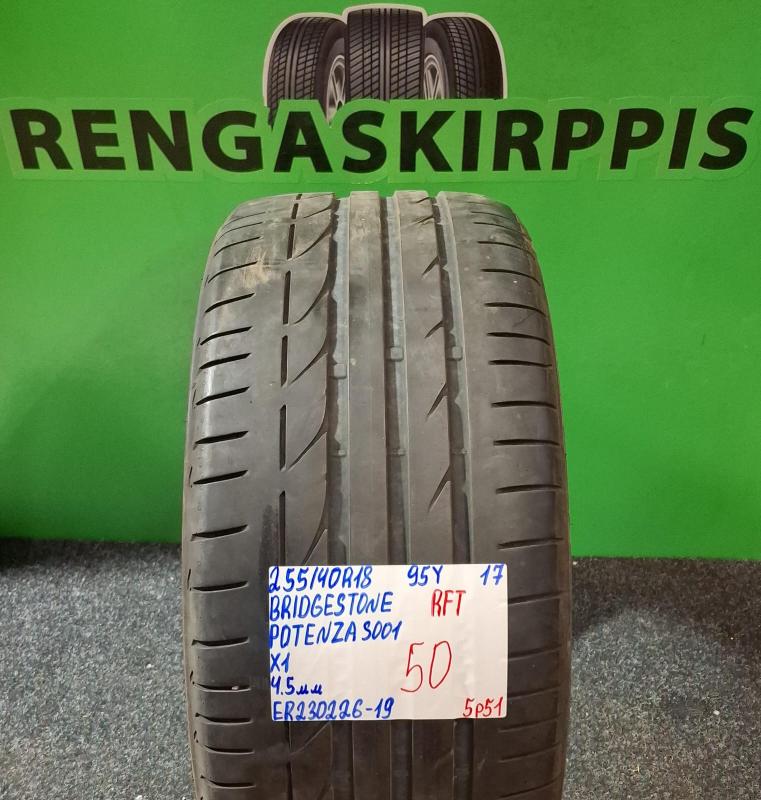 RENGASKIRPPIS
255/40R18 95Y 17
BRIDGESTONE RFT
POTENZA S001
X1 50
4.5мм
ER230226-19 5p51